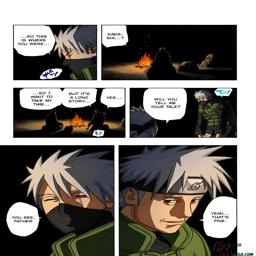 ...SO
THIS IS
WHERE YOU
WERE...
KAKA-
SHI...?
...SO I
WANT TO
TAKE MY
TIME...
BUT IT'S
A LONG
STORY...
YES...
WILL YOU
TELL ME
YOUR TALE?
YOU SEE,
FATHER
YEAH...
THAT'S
FINE.